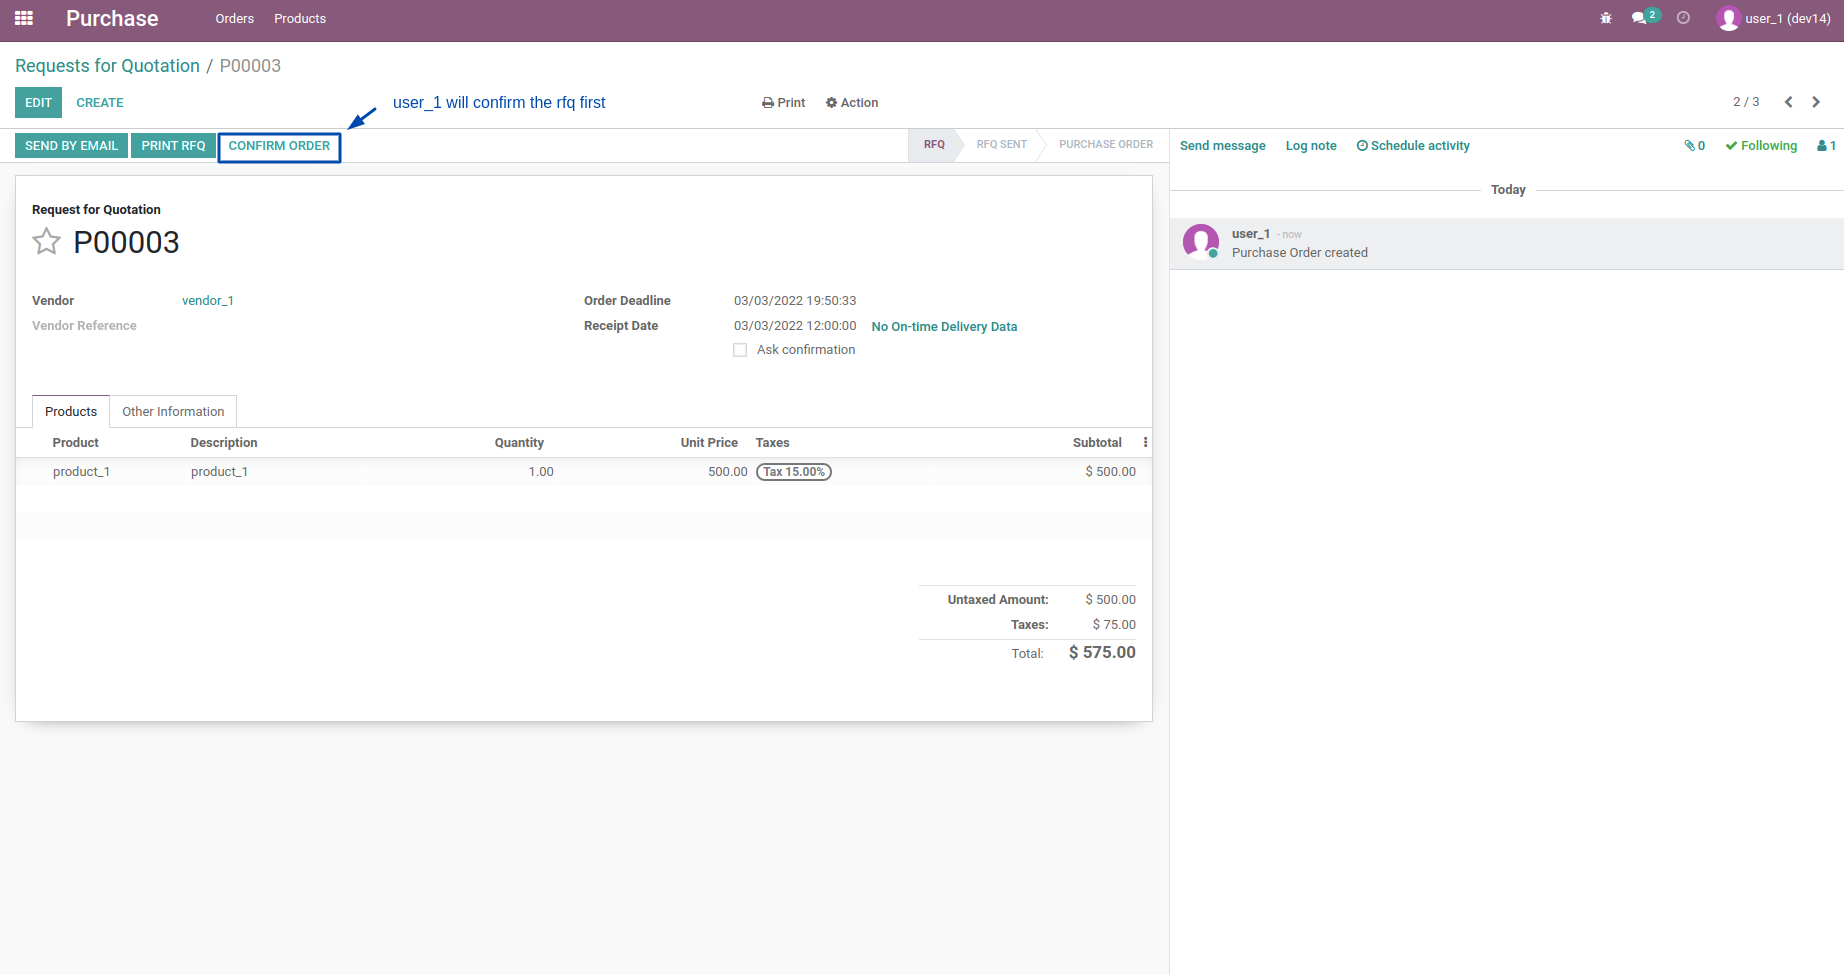 Purchase Orders Products 2 user_1 (dev14)
Requests for Quotation / P00003
EDIT CREATE user_1 will confirm the rfq first Print Action 2 / 3
SEND BY EMAIL PRINT RFQ CONFIRM ORDER RFQ RFQ SENT PURCHASE ORDER Send message Log note Schedule activity 0 Following 1
Today
Request for Quotation
P00003
user_1 - now
Purchase Order created
Vendor vendor_1 Order Deadline 03/03/2022 19:50:33
Vendor Reference Receipt Date 03/03/2022 12:00:00 No On-time Delivery Data
Ask confirmation
Products Other Information
Product Description Quantity Unit Price Taxes Subtotal
product_1 product_1 1.00 500.00 Tax 15.00% $ 500.00
Untaxed Amount: $ 500.00
Taxes: $ 75.00
Total: $ 575.00